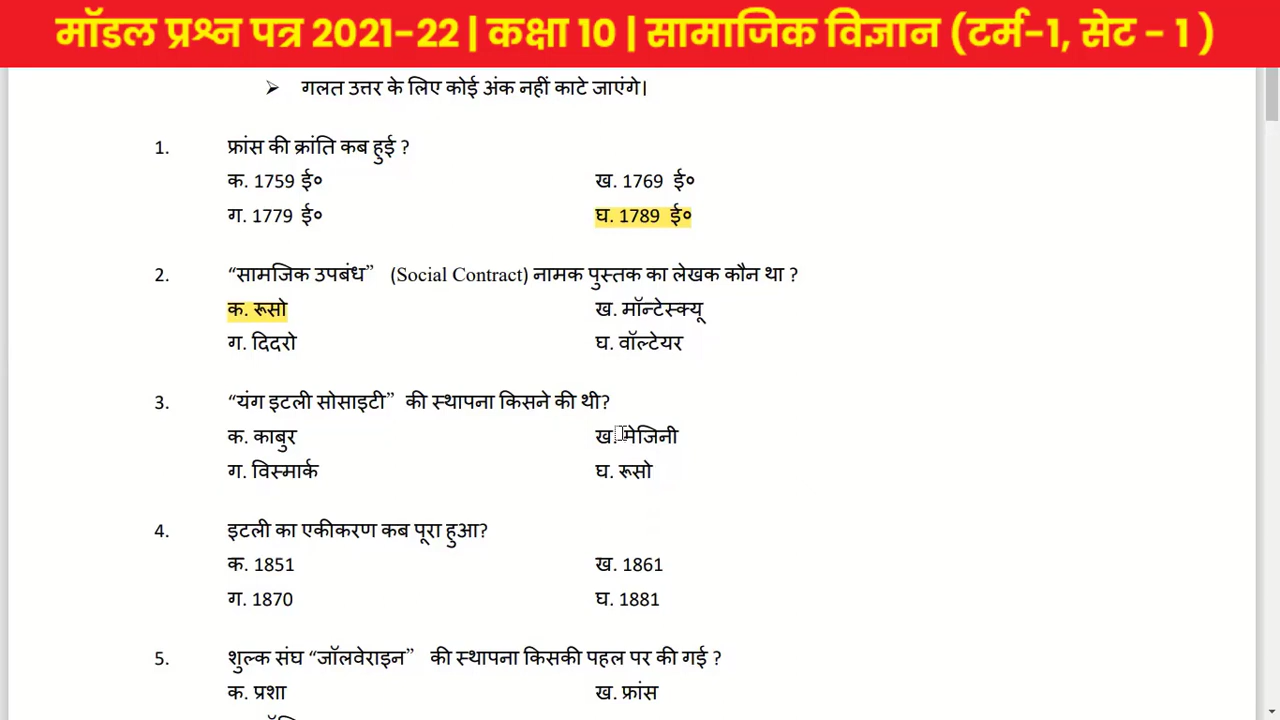 मॉडल प्रश्न पत्र 2021-22 | कक्षा 10 | सामाजिक विज्ञान (टर्म-1, सेट - 1 )
➢ गलत उत्तर के लिए कोई अंक नहीं काटे जाएंगे।
1. फ्रांस की क्रांति कब हुई ?
क. 1759 ई० ख. 1769 ई०
ग. 1779 ई० घ. 1789 ई०
2. “सामजिक उपबंध” (Social Contract) नामक पुस्तक का लेखक कौन था ?
क. रूसो ख. मॉन्टेस्क्यू
ग. दिदरो घ. वॉल्टेयर
3. “यंग इटली सोसाइटी” की स्थापना किसने की थी?
क. काबुर ख. मेजिनी
ग. विस्मार्क घ. रूसो
4. इटली का एकीकरण कब पूरा हुआ?
क. 1851 ख. 1861
ग. 1870 घ. 1881
5. शुल्क संघ “जॉलवेराइन” की स्थापना किसकी पहल पर की गई ?
क. प्रशा ख. फ्रांस